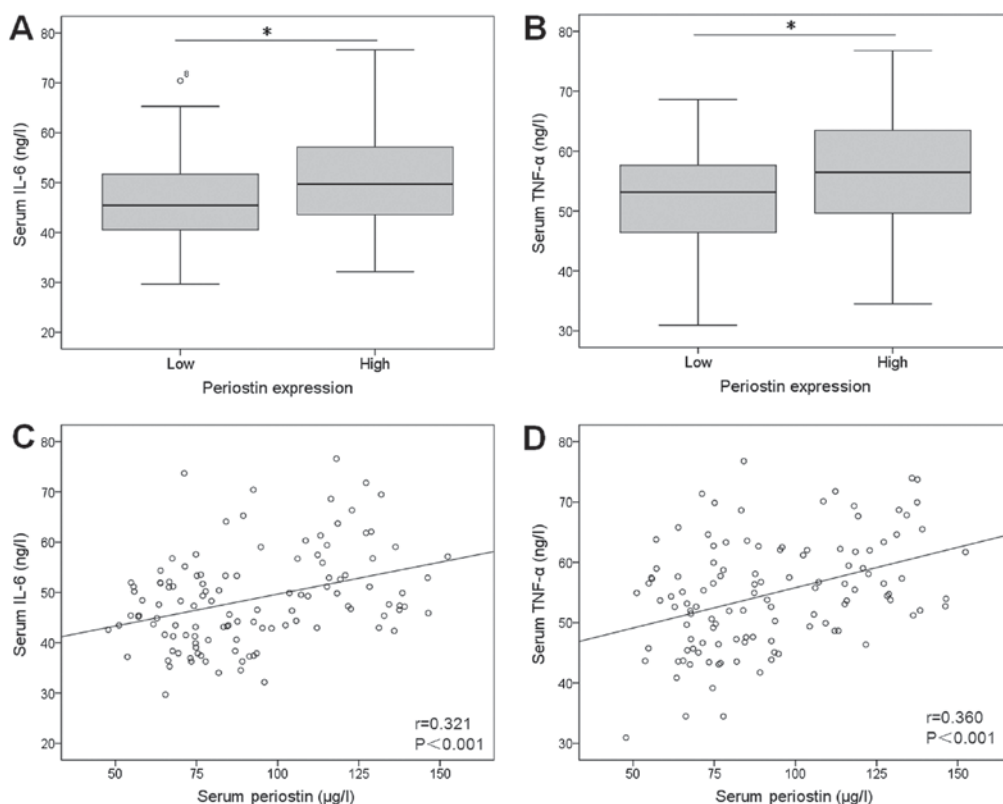 A
*
80
70
60
50
40
30
20
Serum IL-6 (ng/l)
Low
High
Periostin expression
B
*
80
70
60
50
40
30
Serum TNF-α (ng/l)
Low
High
Periostin expression
C
80
70
60
50
40
30
20
Serum IL-6 (ng/l)
r=0.321
P<0.001
50
75
100
125
150
Serum periostin (μg/l)
D
80
70
60
50
40
30
Serum TNF-α (ng/l)
r=0.360
P<0.001
50
75
100
125
150
Serum periostin (μg/l)